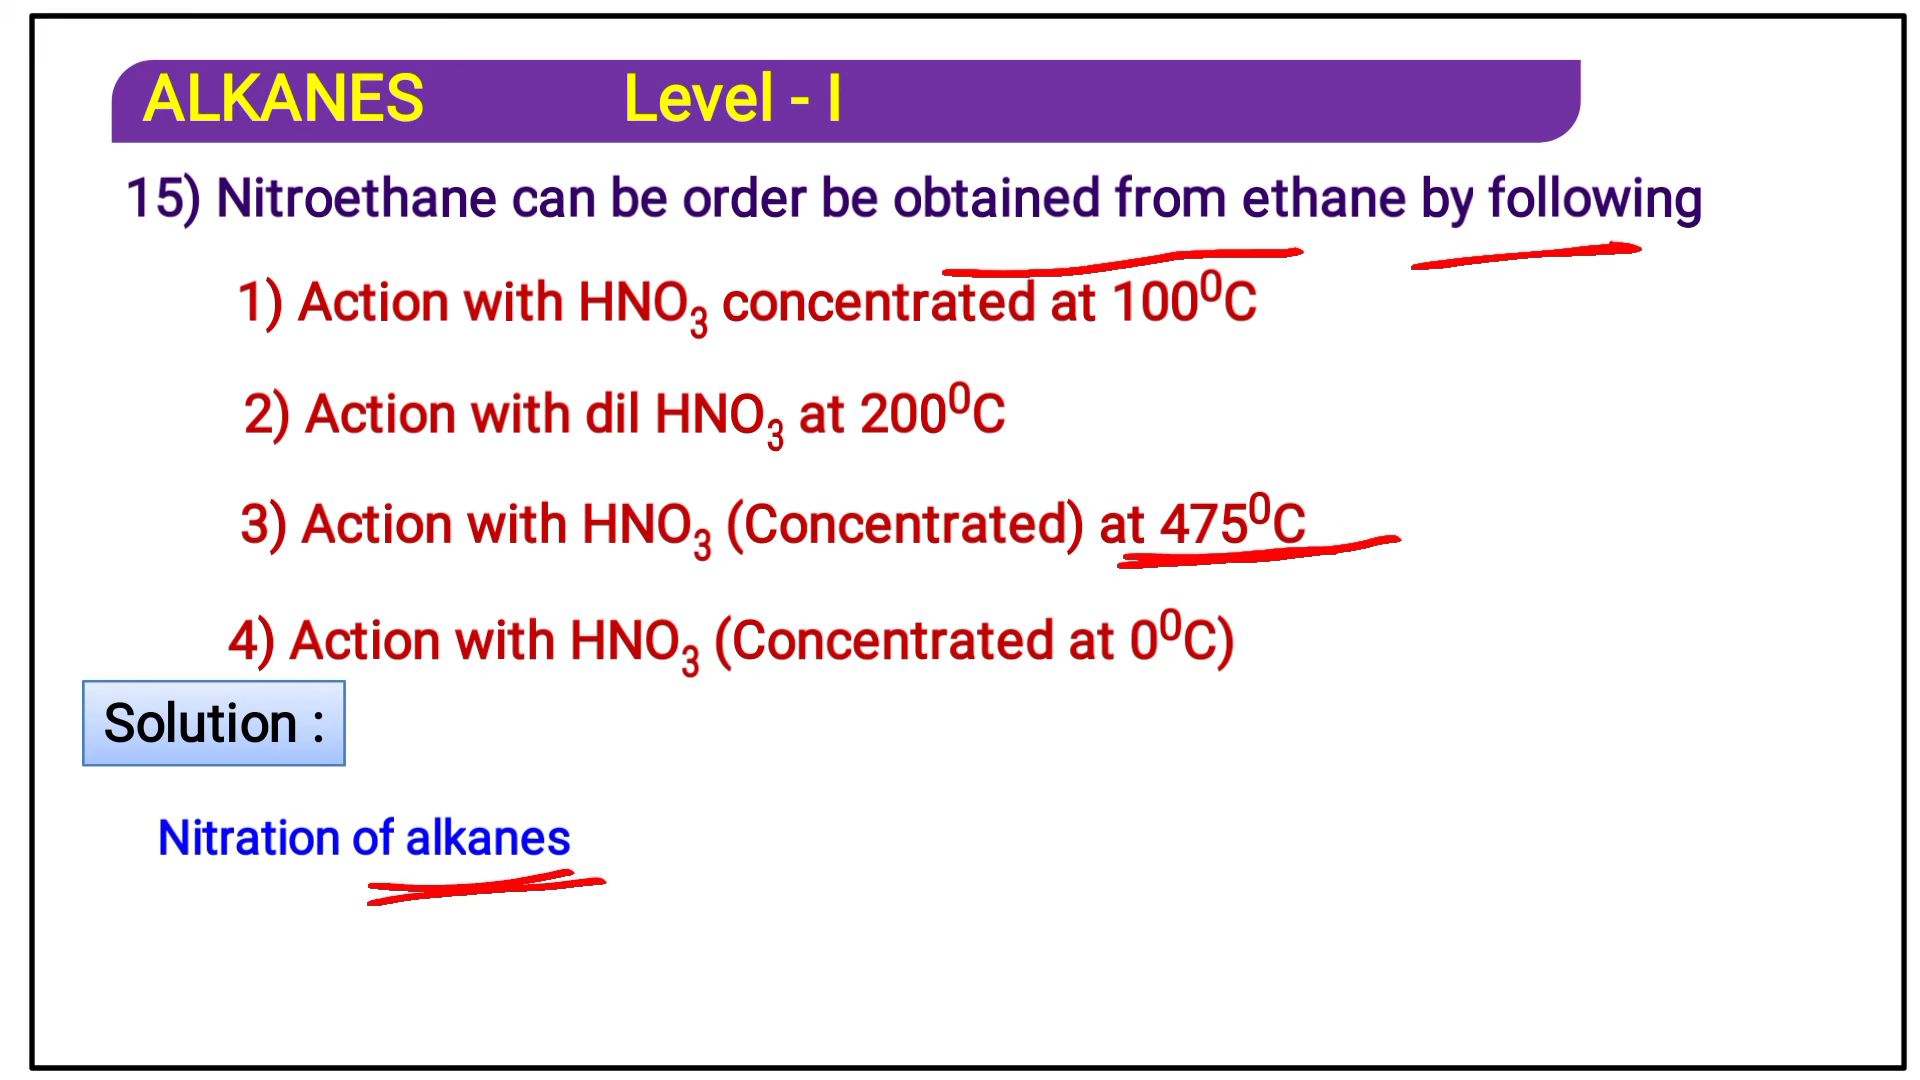 ALKANES Level - I
15) Nitroethane can be order be obtained from ethane by following
1) Action with HNO₃ concentrated at 100⁰C
2) Action with dil HNO₃ at 200⁰C
3) Action with HNO₃ (Concentrated) at 475⁰C
4) Action with HNO₃ (Concentrated at 0⁰C)
Solution :
Nitration of alkanes